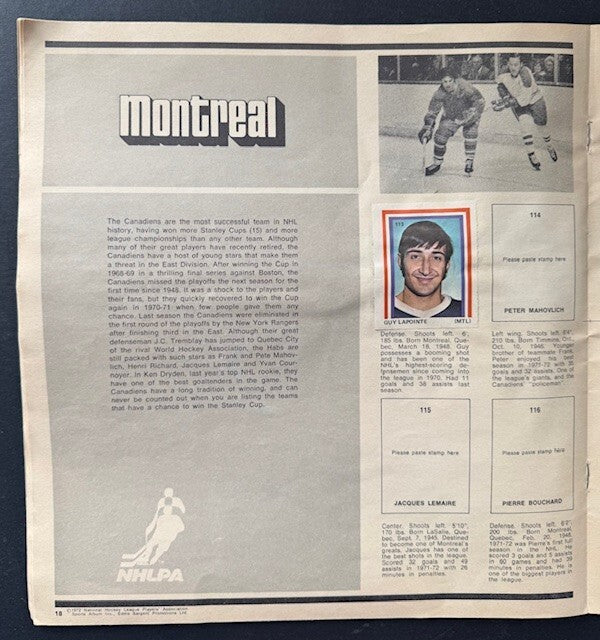 Montreal
The Canadiens are the most successful team in NHL
history, having won more Stanley Cups (15) and more
league championships than any other team. Although
many of their great players have recently retired, the
Canadiens have a host of young stars that make them
a threat in the East Division. After winning the Cup in
1968-69 in a thrilling final series against Boston, the
Canadiens missed the playoffs the next season for the
first time since 1948. It was a shock to the players and
their fans, but they quickly recovered to win the Cup
again in 1970-71 when few people gave them any
chance. Last season the Canadiens were eliminated in
the first round of the playoffs by the New York Rangers
after finishing third in the East. Although their great
defenseman J.C. Tremblay has jumped to Quebec City
of the rival World Hockey Association, the Habs are
still packed with such stars as Frank and Pete Mahov-
lich, Henri Richard, Jacques Lemaire and Yvan Cour-
noyer. In Ken Dryden, last year's top NHL rookie, they
have one of the best goaltenders in the game. The
Canadiens have a long tradition of winning, and can
never be counted out when you are listing the teams
that have a chance to win the Stanley Cup.
NHLPA
18
©1972 National Hockey League Players' Association
Sports Album Inc., Eddie Sargent Promotions Ltd.
113
GUY LAPOINTE (MTL)
Defense. Shoots left. 6'
185 lbs. Born Montreal, Que-
bec, March 18, 1948. Guy
possesses a booming shot
and has been one of the
NHL's highest-scoring de-
fensemen since coming into
the league in 1970. Had 11
goals and 38 assists last
season.
114
Please paste stamp here
PETER MAHOVLICH
Left wing. Shoots left. 6'4".
210 lbs. Born Timmins, Ont.,
Oct. 10, 1946. Younger
brother of teammate Frank.
Peter enjoyed his best
season in 1971-72 with 35
goals and 32 assists. One of
the league's giants, and the
Canadiens' "policeman".
115
Please paste stamp here
JACQUES LEMAIRE
Center. Shoots left. 5'10",
170 lbs. Born LaSalle, Que-
bec, Sept. 7, 1945. Destined
to become one of Montreal's
greats. Jacques has one of
the best shots in the league.
Scored 32 goals and 49
assists in 1971-72 with 26
minutes in penalties.
116
Please paste stamp here
PIERRE BOUCHARD
Defense. Shoots left. 6'2".
200 lbs. Born Montreal,
Quebec, Feb. 20, 1948.
1971-72 was Pierre's first full
season in the NHL. He
scored 3 goals and 5 assists
in 60 games and had 39
minutes in penalties. He is
one of the biggest players in
the league.